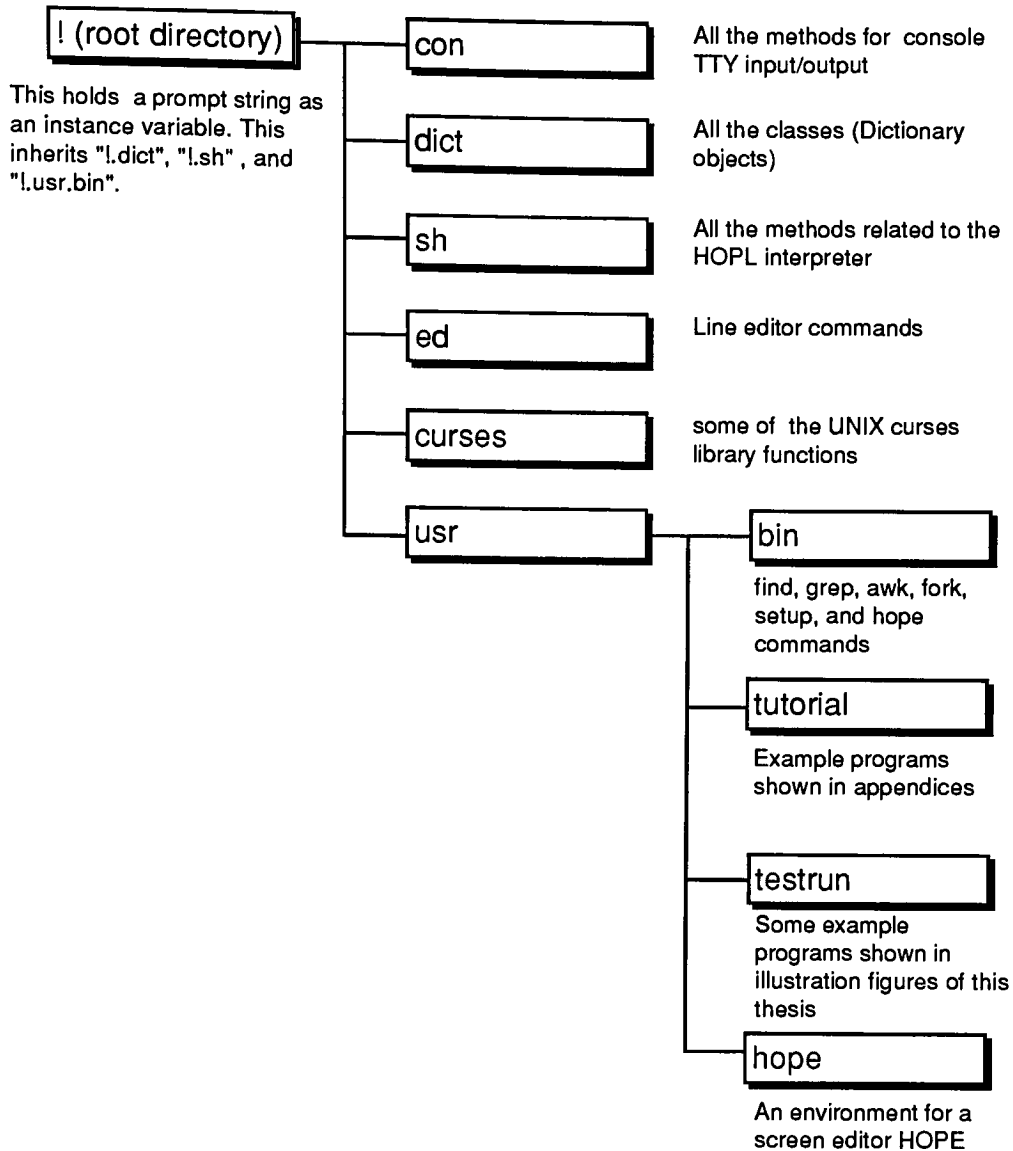 ! (root directory)
This holds a prompt string as
an instance variable. This
inherits "!.dict", "!.sh" , and
"!.usr.bin".
con
All the methods for console
TTY input/output
dict
All the classes (Dictionary
objects)
sh
All the methods related to the
HOPL interpreter
ed
Line editor commands
curses
some of the UNIX curses
library functions
usr
bin
find, grep, awk, fork,
setup, and hope
commands
tutorial
Example programs
shown in appendices
testrun
Some example
programs shown in
illustration figures of this
thesis
hope
An environment for a
screen editor HOPE